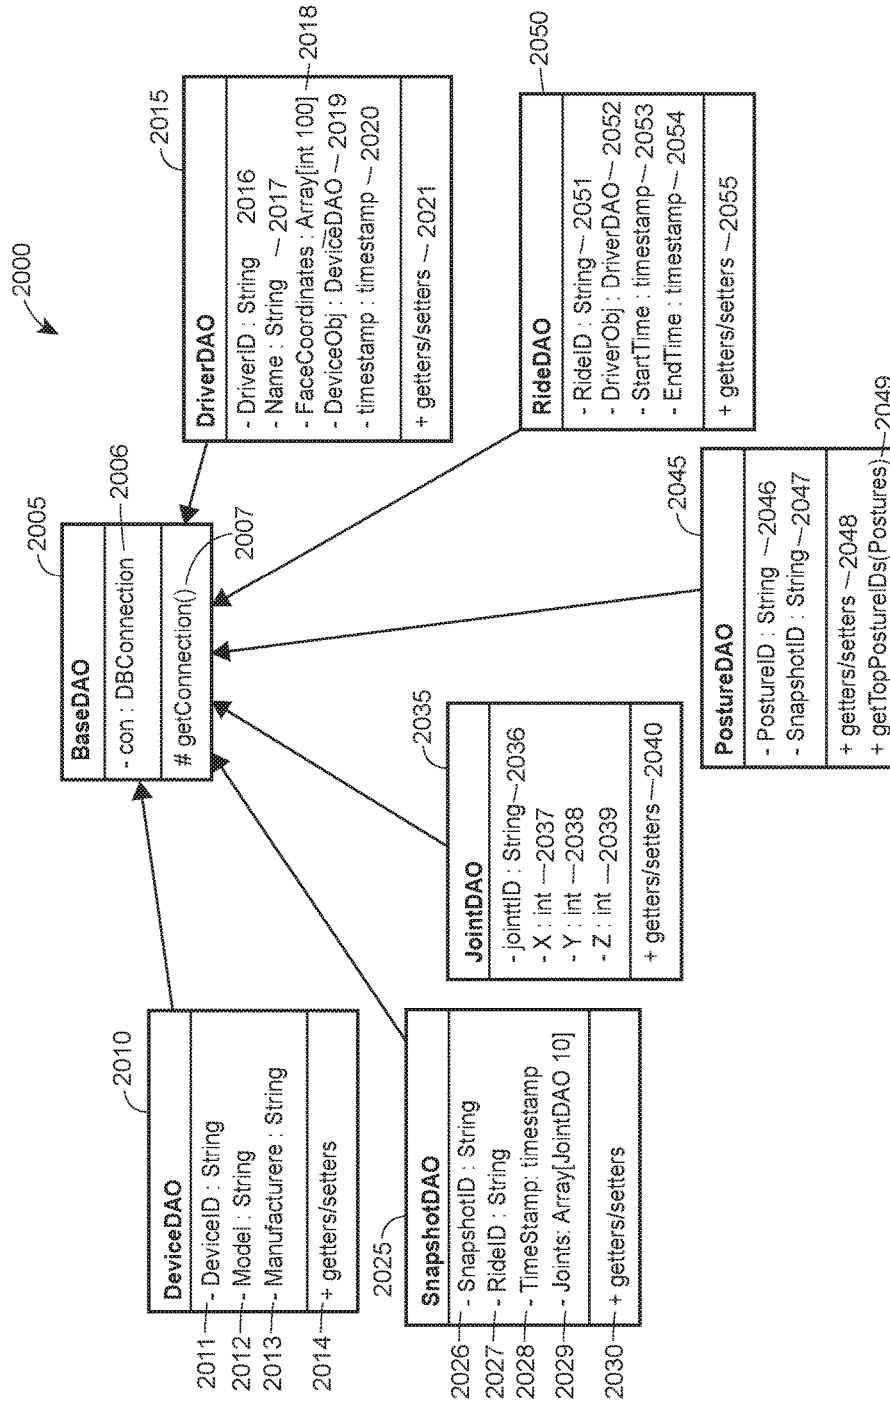 2000
BaseDAO
2005
- con : DBConnection
2006
# getConnection()
2007
DeviceDAO
2010
2011
- DeviceID : String
2012
- Model : String
2013
- Manufacturere : String
2014
+ getters/setters
DriverDAO
2015
- DriverID : String 2016
- Name : String 2017
- FaceCoordinates : Array[int 100]
2018
- DeviceObj : DeviceDAO 2019
- timestamp : timestamp 2020
+ getters/setters 2021
SnapshotDAO
2025
2026
- SnapshotID : String
2027
- RideID : String
2028
- TimeStamp: timestamp
2029
- Joints: Array[JointDAO 10]
2030
+ getters/setters
JointDAO
2035
- jointtID : String 2036
- X : int 2037
- Y : int 2038
- Z : int 2039
+ getters/setters 2040
PostureDAO
2045
- PostureID : String 2046
- SnapshotID : String 2047
+ getters/setters 2048
+ getTopPostureIDs(Postures)
2049
RideDAO
2050
- RideID : String 2051
- DriverObj : DriverDAO 2052
- StartTime : timestamp 2053
- EndTime : timestamp 2054
+ getters/setters 2055